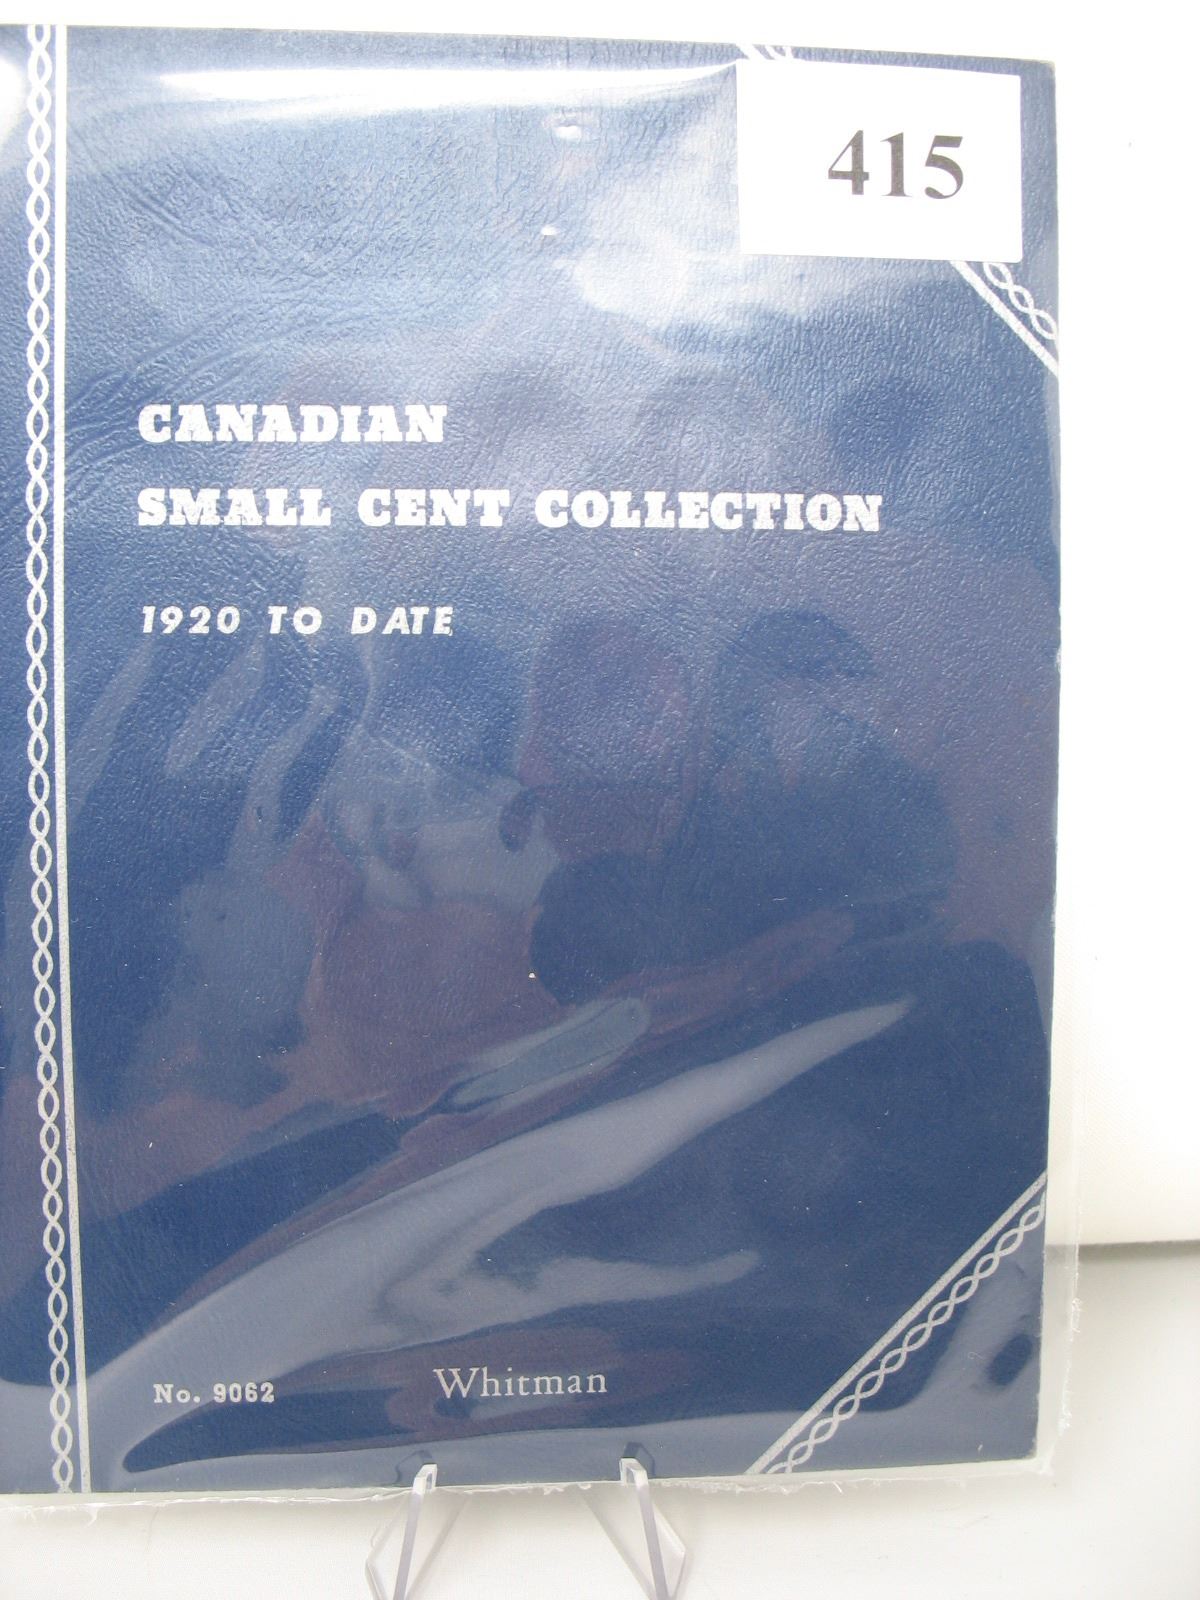 415
CANADIAN
SMALL CENT COLLECTION
1920 TO DATE
No. 9062
Whitman